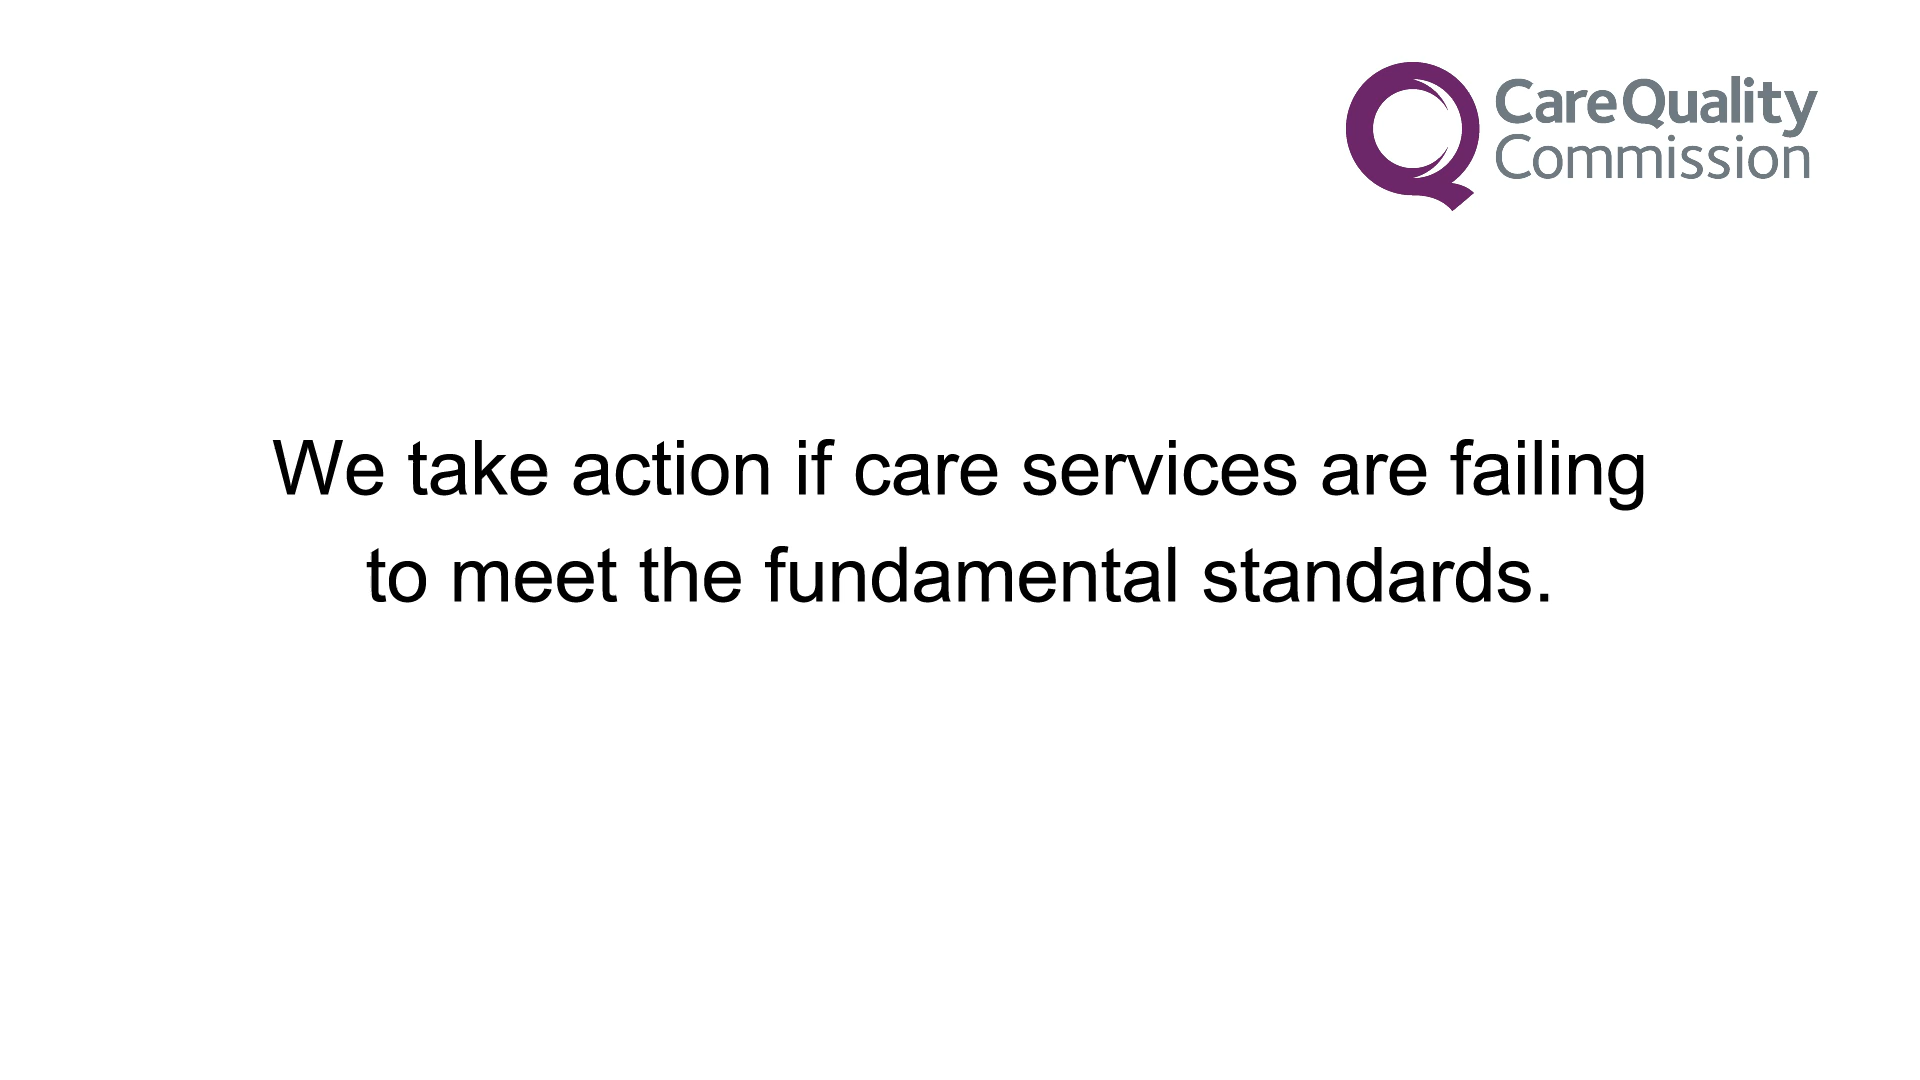 CareQuality
Commission
We take action if care services are failing
to meet the fundamental standards.